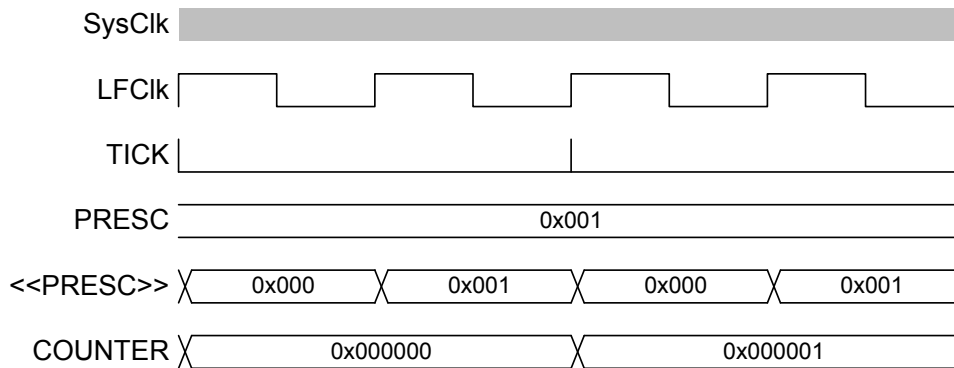 SysClk
LFClk
TICK
PRESC 0x001
<<PRESC>> 0x000 0x001 0x000 0x001
COUNTER 0x000000 0x000001